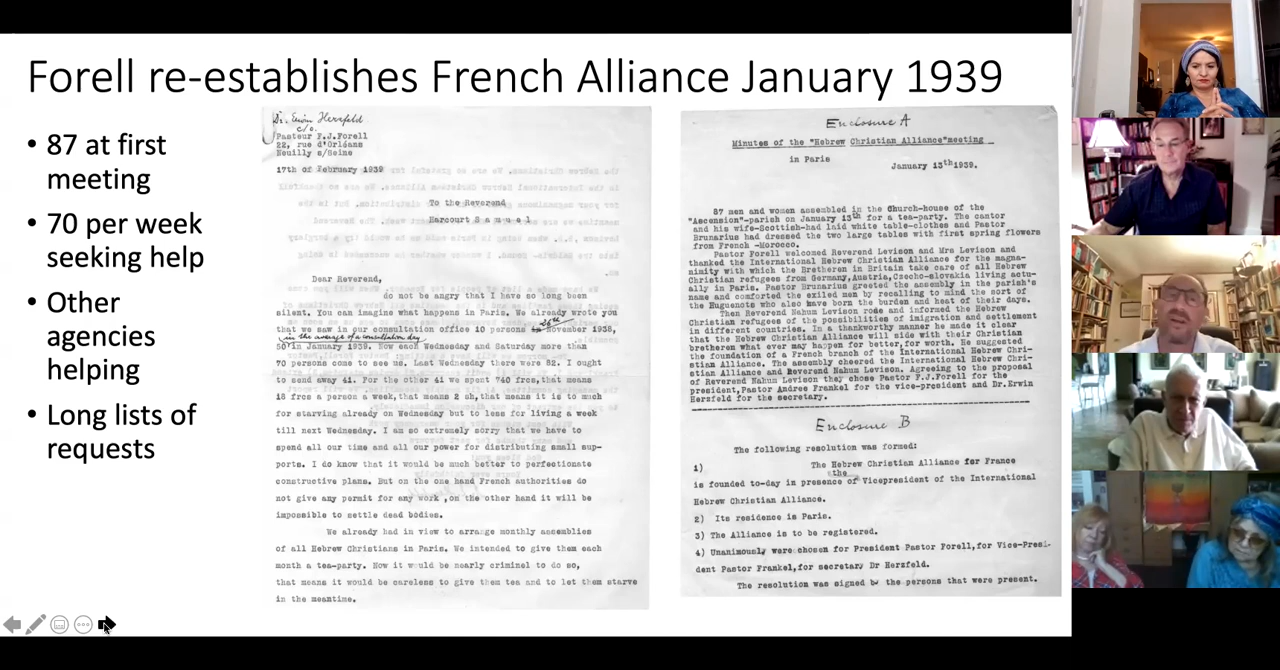 Forell re-establishes French Alliance January 1939
• 87 at first
meeting
• 70 per week
seeking help
• Other
agencies
helping
• Long lists of
requests
Dr. Erwin Herzfeld
c/o.
Pasteur F.J.Forell
22, rue d'Orléans
Neuilly s/Seine
17th of February 1939
To the Reverend
Harcourt S a m u e l
Dear Reverend,
do not be angry that I have so long been
silent. You can imagine what happens in Paris. We already wrote you
that we saw in our consultation office 10 persons 26th November 1938,
in the average of a consultation day
50 in January 1939. Now each Wednesday and Saturday more than
70 persons come to see us. Last Wednesday there were 82. I ought
to send away 41. For the other 41 we spent 740 frcs, that means
18 frcs a person a week, that means 2 sh, that means it is to much
for starving already on Wednesday but to less for living a week
till next Wednesday. I am so extremely sorry that we have to
spend all our time and all our power for distributing small sup-
ports. I do know that it would be much better to perfectionate
constructive plans. But on the one hand French authorities do
not give any permit for any work ,on the other hand it will be
impossible to settle dead bodies.
We already had in view to arrange monthly assemblies
of all Hebrew Christians in Paris. We intended to give them each
month a tea-party. Now it would be nearly criminal to do so,
that means it would be careless to give them tea and to let them starve
in the meantime.
Enclosure A
Minutes of the "Hebrew Christian Alliance"meeting
in Paris
January 13th1939.
87 men and women assembled in the Church-house of the
"Ascension"-parish on January 13th for a tea-party. The cantor
and his wife-Scottish-had laid white table-clothes and Pastor
Brunarius had dressed the two large tables with first spring flowers
from French -Morocco.
Pastor Forell welcomed Reverend Levison and Mrs Levison and
thanked the International Hebrew Christian Alliance for the magna-
nimity with which the Bretheren in Britain take care of all Hebrew
Christian refugees from Germany,Austria,Czecho-slovakia living actu-
ally in Paris. Pastor Brunarius greeted the assembly in the parish's
name and comforted the exiled men by recalling to mind the sort of
the Huguenots who also have born the burden and heat of their days.
Then Reverend Nahum Levison rose and informed the Hebrew
Christian refugees of the possibilities of imigration and settlement
in different countries. In a thankworthy manner he made it clear
that the Hebrew Christian Alliance will side with their Christian
bretherem what ever may happen for better,for worth. He suggested
the foundation of a French branch of the International Hebrew Chri-
stian Alliance. The assembly cheered the International Hebrew Chri-
stian Alliance and Reverend Nahum Levison. Agreeing to the proposal
of Reverend Nahum Levison they chose Pastor F.J.Forell for the
president,Pastor Andree Frankel for the vice-president and Dr.Erwin
Herzfeld for the secretary.
Enclosure B
The following resolution was formed:
1) The Hebrew Christian Alliance for France
the
is founded to-day in presence of Vicepresident of the International
Hebrew Christian Alliance.
2) Its residence is Paris.
3) The Alliance is to be registered.
4) Unanimously were chosen for President Pastor Forell,for Vice-Presi-
dent Pastor Frankel,for secretary Dr Herzfeld.
The resolution was signed by the persons that were present.